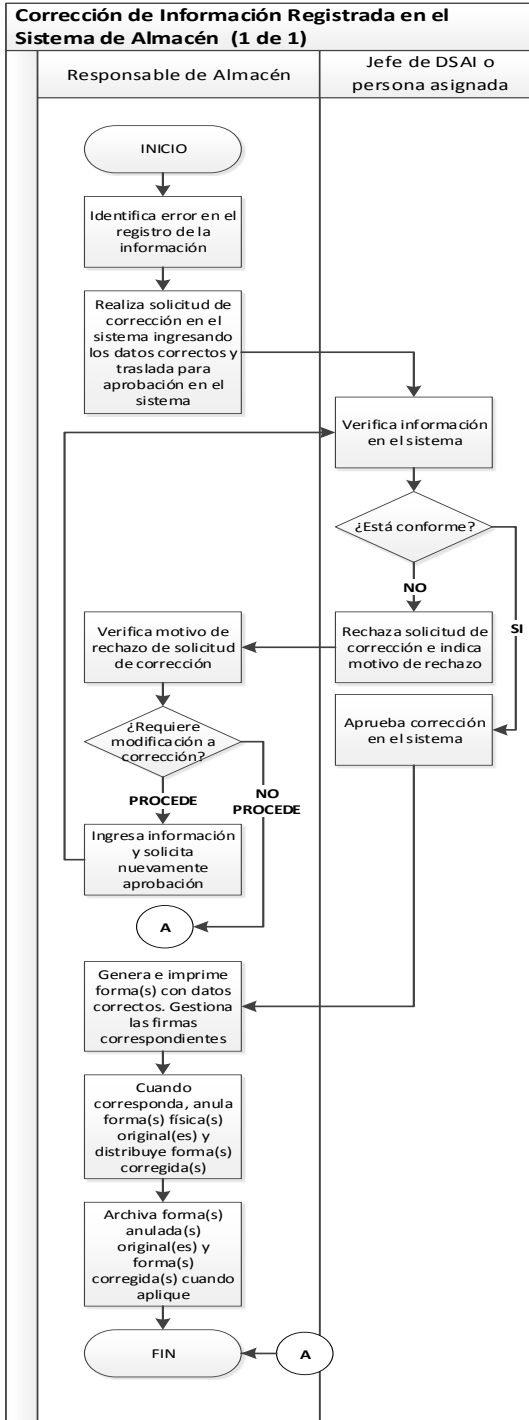 Corrección de Información Registrada en el
Sistema de Almacén (1 de 1)
Responsable de Almacén
Jefe de DSAI o
persona asignada
INICIO
Identifica error en el
registro de la
información
Realiza solicitud de
corrección en el
sistema ingresando
los datos correctos y
traslada para
aprobación en el
sistema
Verifica información
en el sistema
¿Está conforme?
NO
SI
Rechaza solicitud de
corrección e indica
motivo de rechazo
Verifica motivo de
rechazo de solicitud
de corrección
Aprueba corrección
en el sistema
¿Requiere
modificación a
corrección?
PROCEDE
NO
PROCEDE
Ingresa información
y solicita
nuevamente
aprobación
A
Genera e imprime
forma(s) con datos
correctos. Gestiona
las firmas
correspondientes
Cuando
corresponda, anula
forma(s) física(s)
original(es) y
distribuye forma(s)
corregida(s)
Archiva forma(s)
anulada(s)
original(es) y
forma(s)
corregida(s) cuando
aplique
FIN
A